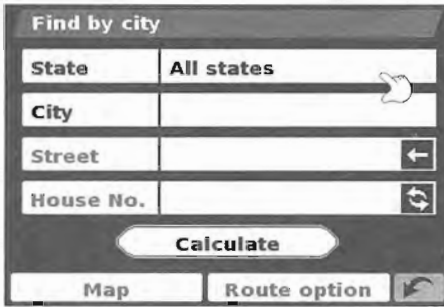 Find by city
State All states
City
Street
House No.
Calculate
Map Route option